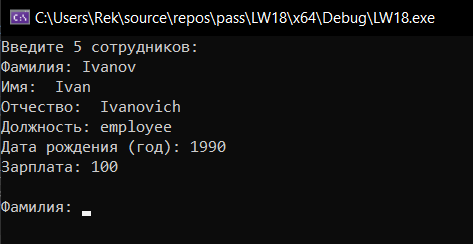 C:\Users\Rek\source\repos\pass\LW18\x64\Debug\LW18.exe
Введите 5 сотрудников:
Фамилия: Ivanov
Имя:  Ivan
Отчество:  Ivanovich
Должность: employee
Дата рождения (год): 1990
Зарплата: 100
Фамилия: